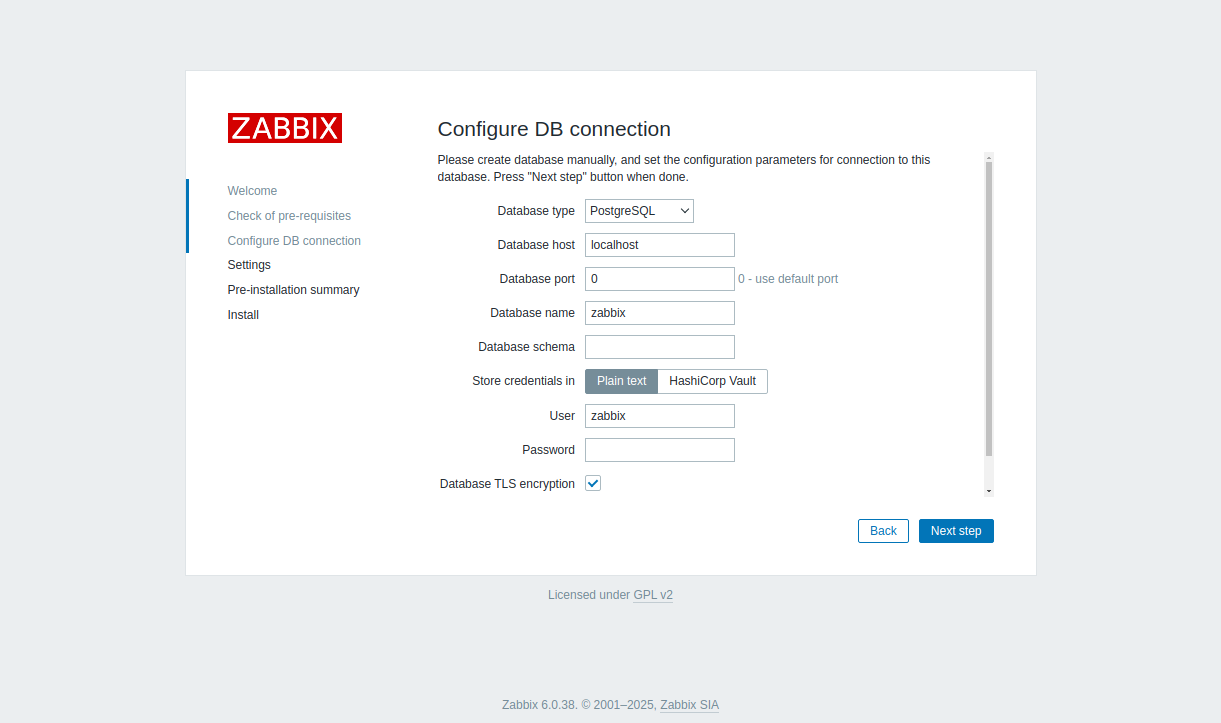 ZABBIX
Welcome
Check of pre-requisites
Configure DB connection
Settings
Pre-installation summary
Install
Configure DB connection
Please create database manually, and set the configuration parameters for connection to this
database. Press "Next step" button when done.
Database type PostgreSQL
Database host localhost
Database port 0 0 - use default port
Database name zabbix
Database schema
Store credentials in Plain text HashiCorp Vault
User zabbix
Password
Database TLS encryption
Back Next step
Licensed under GPL v2
Zabbix 6.0.38. © 2001–2025, Zabbix SIA